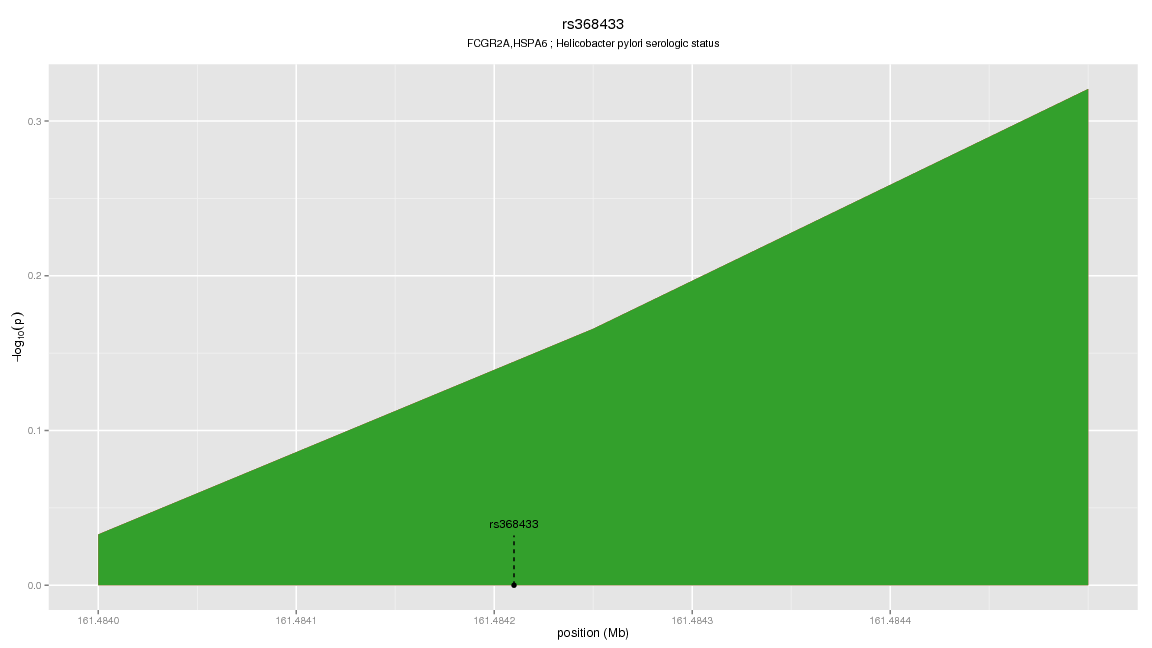 rs368433
FCGR2A,HSPA6 ; Helicobacter pylori serologic status
0.3
0.2
0.1
0.0
−log10(p)
rs368433
161.4840 161.4841 161.4842 161.4843 161.4844
position (Mb)